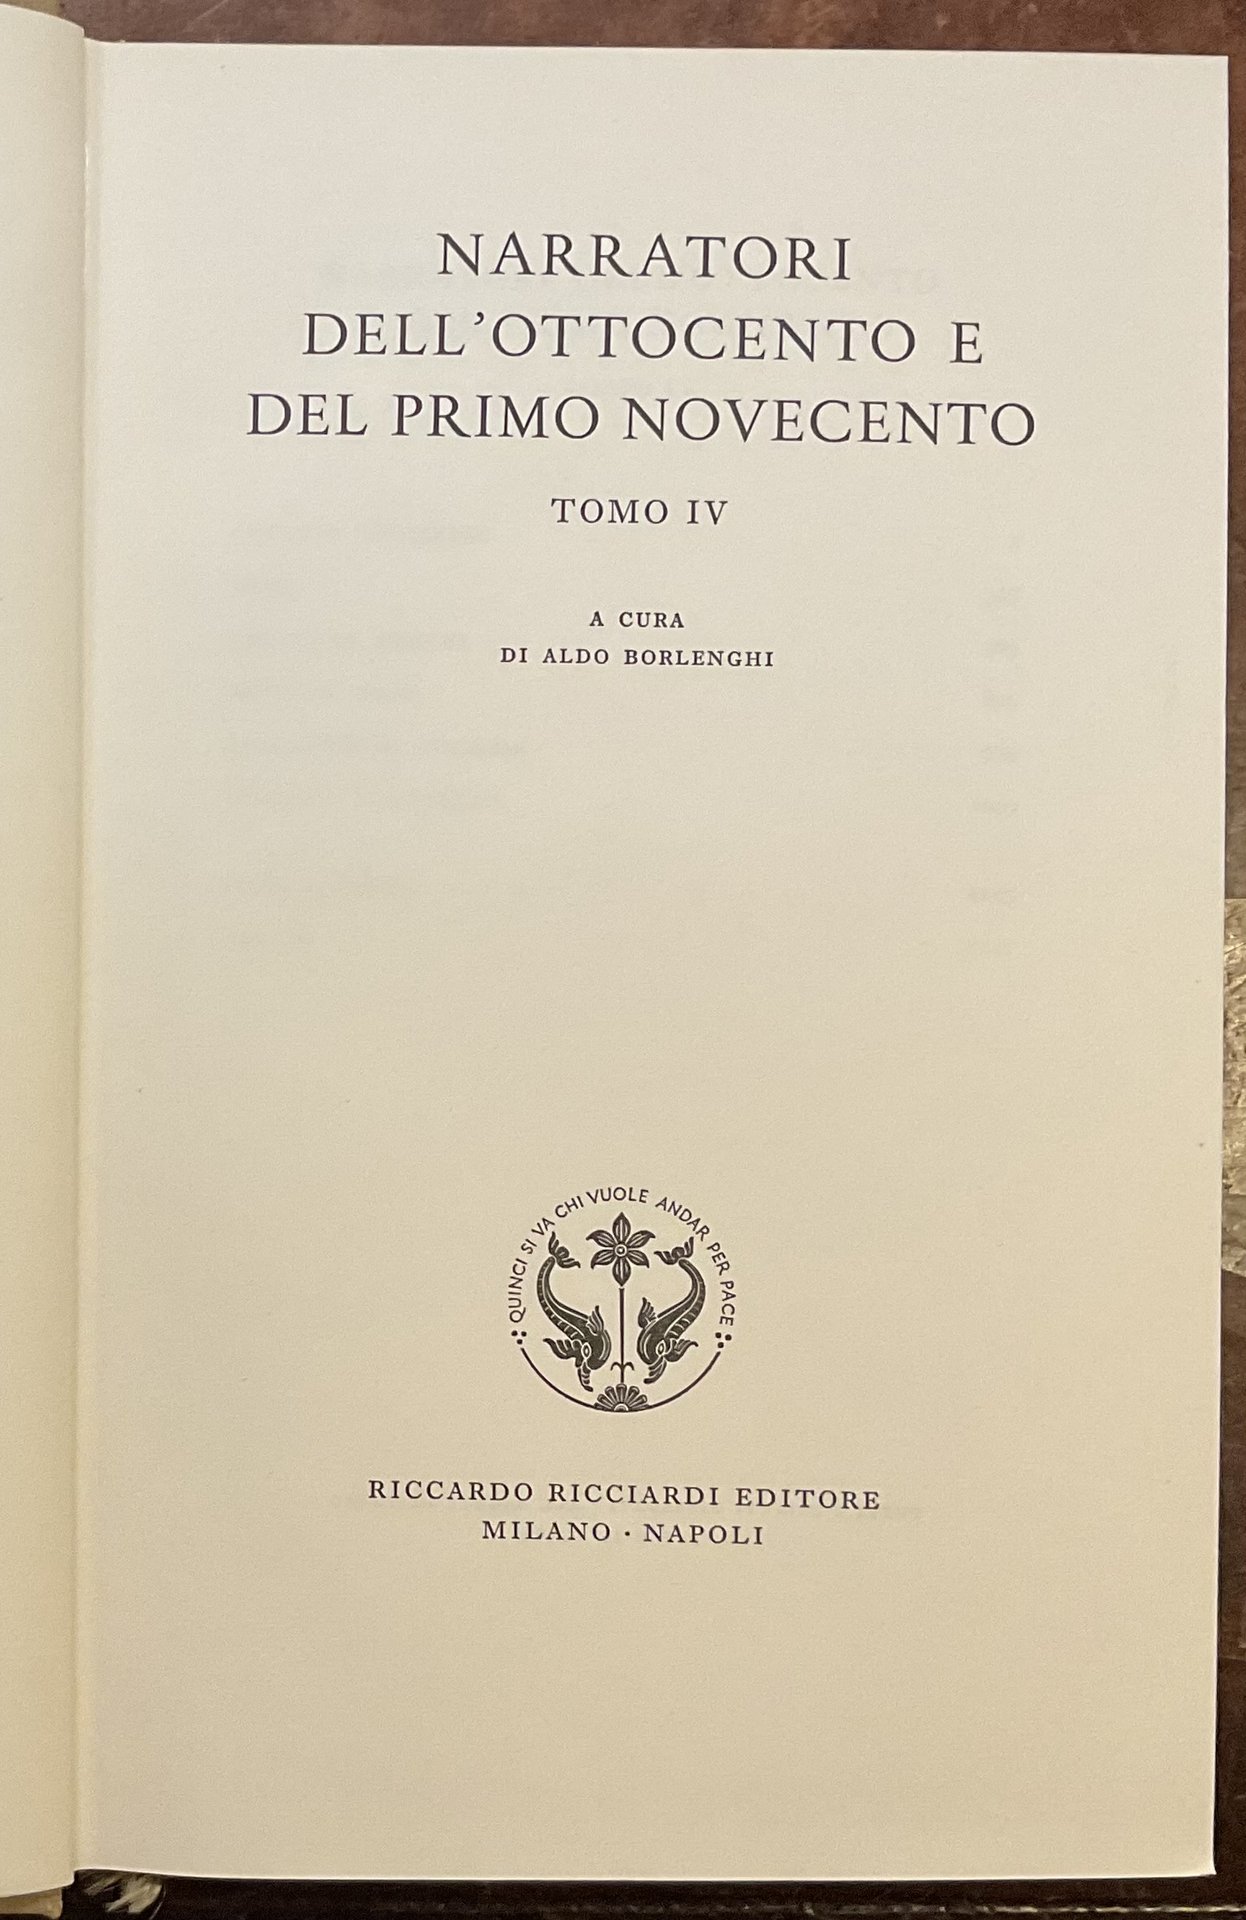 NARRATORI
DELL'OTTOCENTO E
DEL PRIMO NOVECENTO
TOMO IV
A CURA
DI ALDO BORLENGHI
QUINCI SI VA CHI VUOLE ANDAR PER PACE
RICCARDO RICCIARDI EDITORE
MILANO · NAPOLI